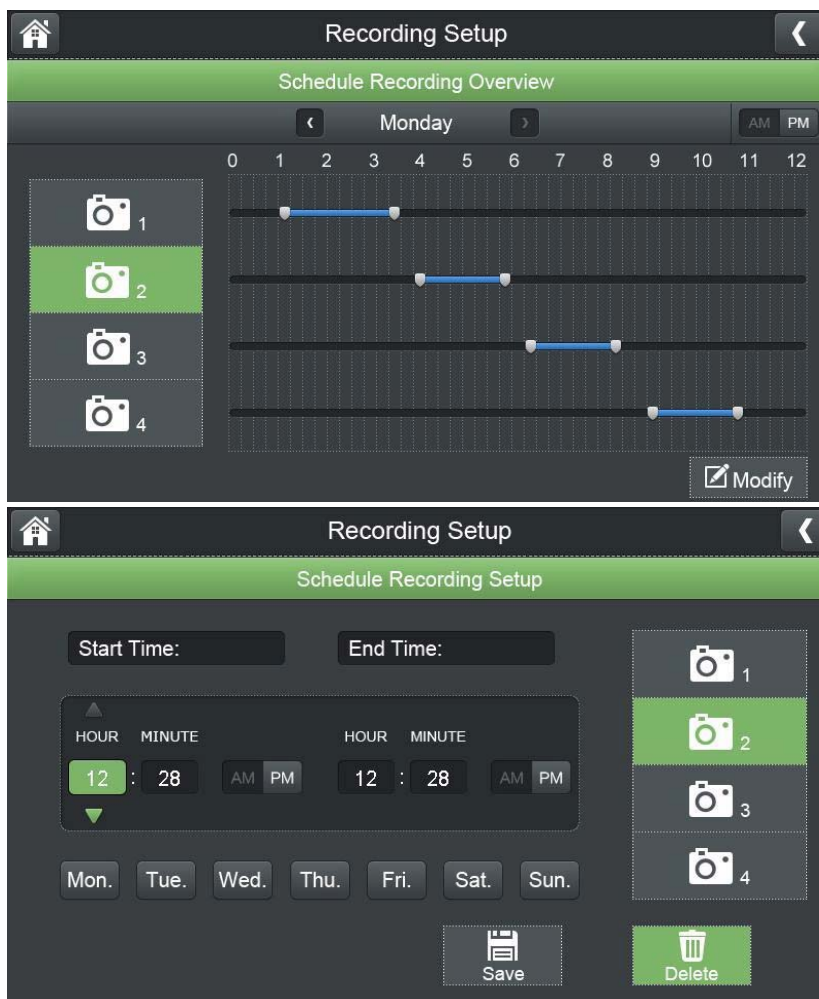 Recording Setup
Schedule Recording Overview
Monday AM PM
0 1 2 3 4 5 6 7 8 9 10 11 12
1
2
3
4
Modify
Recording Setup
Schedule Recording Setup
Start Time: End Time:
1
HOUR MINUTE HOUR MINUTE
2
12 : 28 AM PM 12 : 28 AM PM
3
Mon. Tue. Wed. Thu. Fri. Sat. Sun.
4
Save Delete